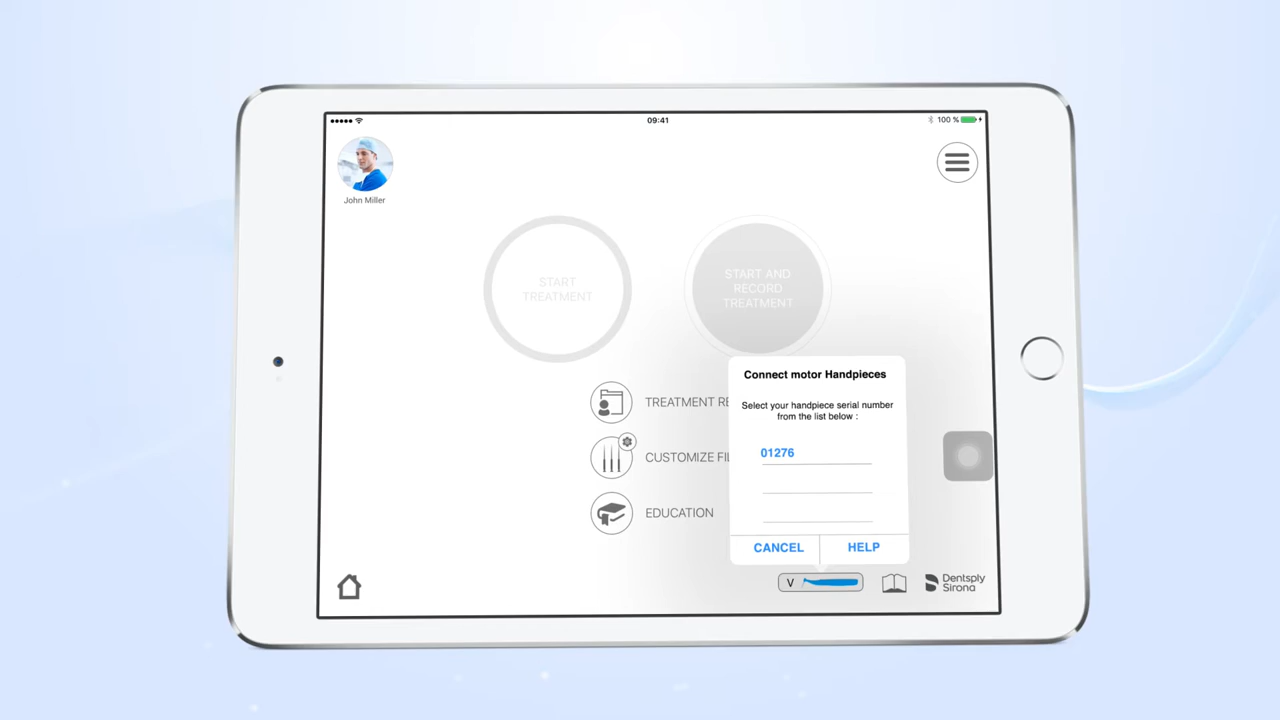 09:41
100 %
John Miller
START
TREATMENT
START AND
RECORD
TREATMENT
TREATMENT RE
CUSTOMIZE FIL
EDUCATION
Connect motor Handpieces
Select your handpiece serial number
from the list below :
01276
CANCEL
HELP
V
Dentsply
Sirona